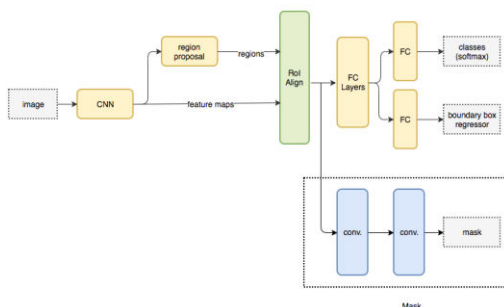 region
proposal
regions
RoI
Align
FC
Layers
FC
classes
(softmax)
image
CNN
feature maps
FC
boundary box
regressor
conv.
conv.
mask
Mask